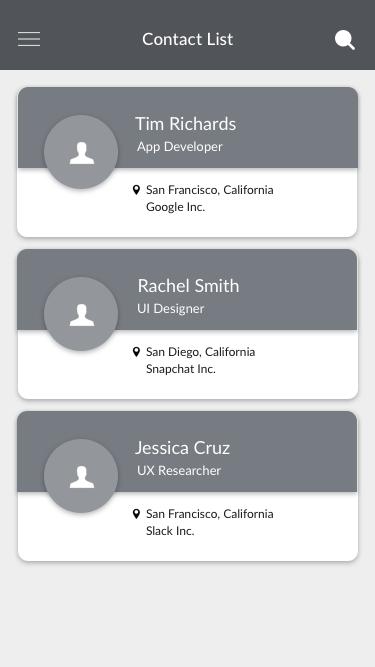 Contact List
Tim Richards
App Developer
San Francisco, California
Google Inc.
Rachel Smith
UI Designer
San Diego, California
Snapchat Inc.
Jessica Cruz
UX Researcher
San Francisco, California
Slack Inc.